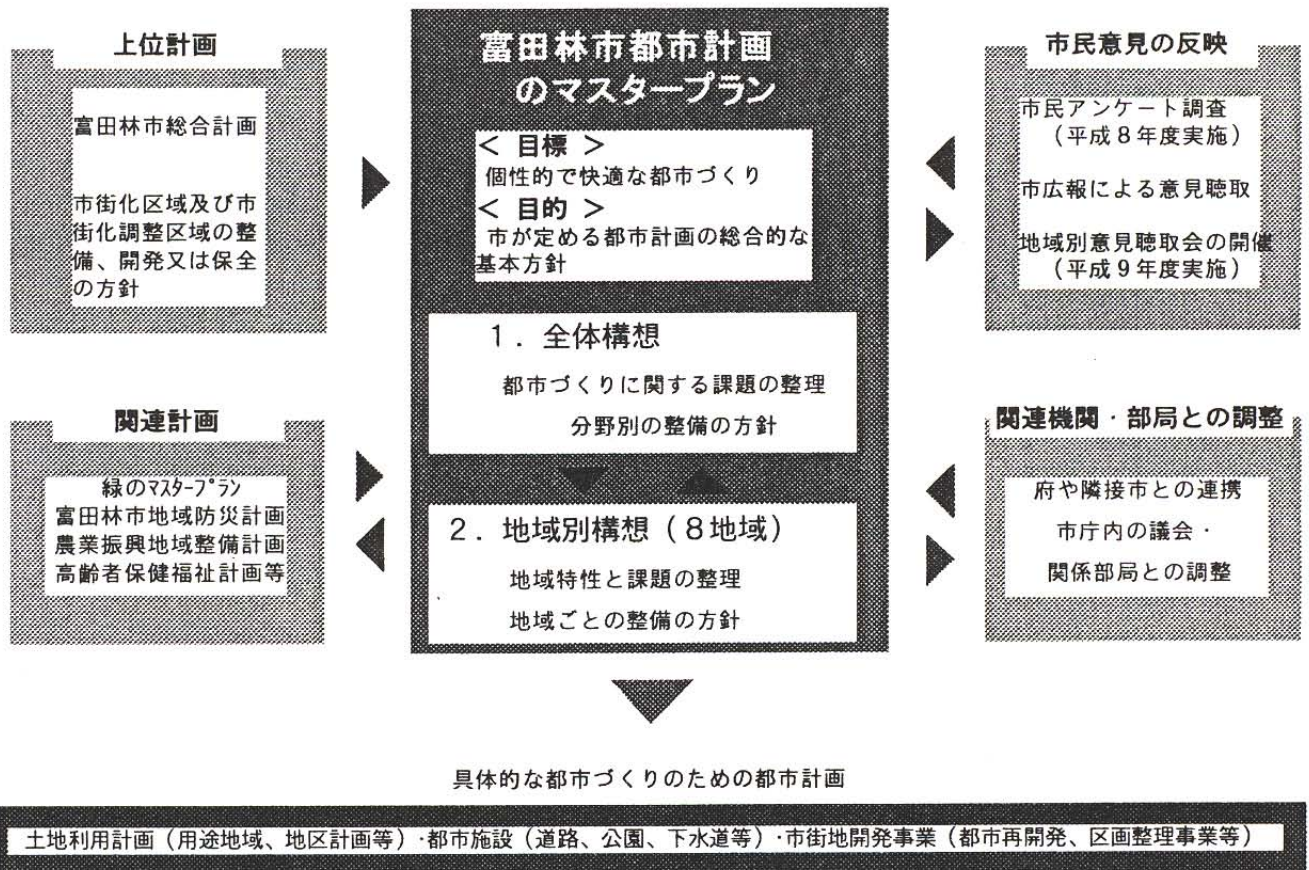 上位計画
富田林市総合計画
市街化区域及び市
街化調整区域の整
備、開発又は保全
の方針
関連計画
緑のマスタープラン
富田林市地域防災計画
農業振興地域整備計画
高齢者保健福祉計画等
富田林市都市計画
のマスタープラン
＜ 目標 ＞
個性的で快適な都市づくり
＜ 目的 ＞
市が定める都市計画の総合的な
基本方針
１．全体構想
都市づくりに関する課題の整理
分野別の整備の方針
２．地域別構想（８地域）
地域特性と課題の整理
地域ごとの整備の方針
市民意見の反映
市民アンケート調査
（平成８年度実施）
市広報による意見聴取
地域別意見聴取会の開催
（平成９年度実施）
関連機関・部局との調整
府や隣接市との連携
市庁内の議会・
関係部局との調整
具体的な都市づくりのための都市計画
土地利用計画（用途地域、地区計画等）・都市施設（道路、公園、下水道等）・市街地開発事業（都市再開発、区画整理事業等）